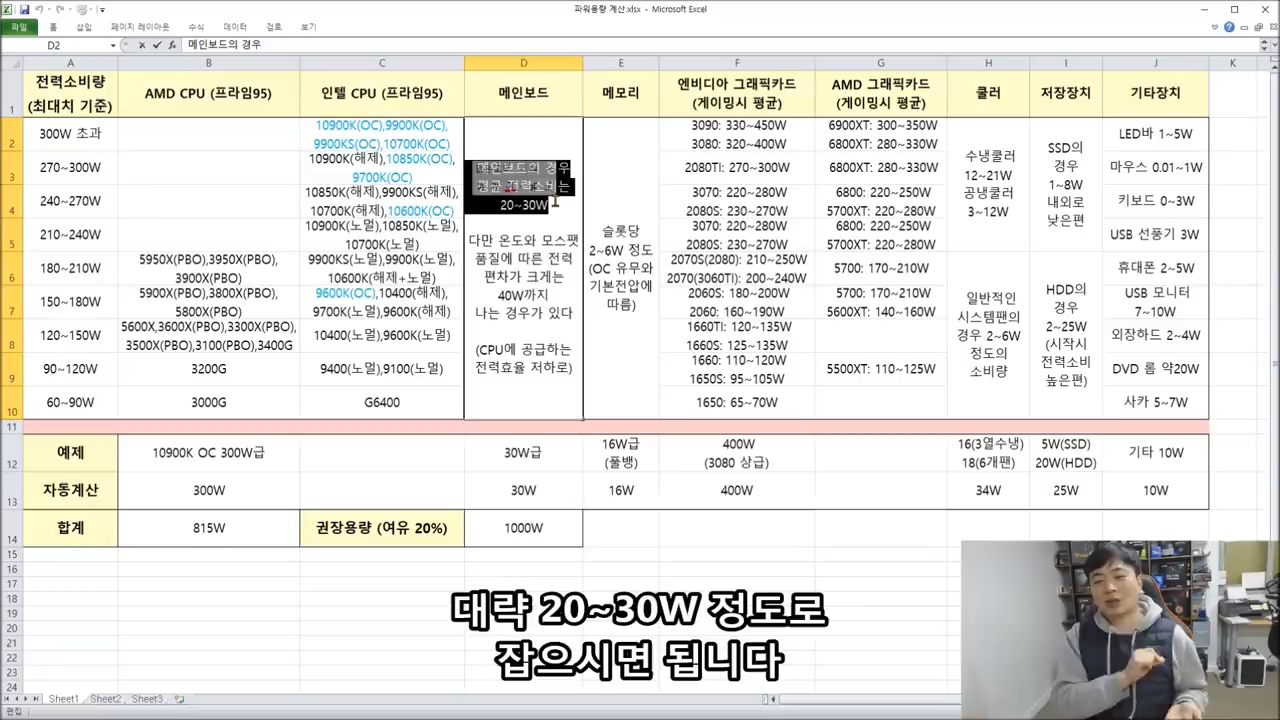 파워용량 계산.xlsx - Microsoft Excel
파일 홈 삽입 페이지 레이아웃 수식 데이터 검토 보기
D2 메인보드의 경우
A B C D E F G H I J K
1
전력소비량
(최대치 기준)
AMD CPU (프라임95)
인텔 CPU (프라임95)
메인보드
메모리
엔비디아 그래픽카드
(게이밍시 평균)
AMD 그래픽카드
(게이밍시 평균)
쿨러
저장장치
기타장치
2
300W 초과
10900K(OC),9900K(OC),
9900KS(OC),10700K(OC)
3090: 330~450W
3080: 320~400W
6900XT: 300~350W
6800XT: 280~330W
LED바 1~5W
3
270~300W
10900K(해제),10850K(OC),
9700K(OC)
2080TI: 270~300W
6800XT: 280~330W
마우스 0.01~1W
4
240~270W
10850K(해제),9900KS(해제),
10700K(해제),10600K(OC)
3070: 220~280W
2080S: 230~270W
6800: 220~250W
5700XT: 220~280W
키보드 0~3W
5
210~240W
10900K(노멀),10850K(노멀),
10700K(노멀)
3070: 220~280W
2080S: 230~270W
6800: 220~250W
5700XT: 220~280W
USB 선풍기 3W
6
180~210W
5950X(PBO),3950X(PBO),
3900X(PBO)
9900KS(노멀),9900K(노멀),
10600K(해제+노멀)
2070S(2080): 210~250W
2070(3060TI): 200~240W
5700: 170~210W
휴대폰 2~5W
7
150~180W
5900X(PBO),3800X(PBO),
5800X(PBO)
9600K(OC),10400(해제),
9700K(노멀),9600K(해제)
2060S: 180~200W
2060: 160~190W
5700: 170~210W
5600XT: 140~160W
USB 모니터
7~10W
8
120~150W
5600X,3600X(PBO),3300X(PBO),
3500X(PBO),3100(PBO),3400G
10400(노멀),9600K(노멀)
1660TI: 120~135W
1660S: 125~135W
외장하드 2~4W
9
90~120W
3200G
9400(노멀),9100(노멀)
1660: 110~120W
1650S: 95~105W
5500XT: 110~125W
DVD 롬 약20W
10
60~90W
3000G
G6400
1650: 65~70W
사카 5~7W
메인보드의 경우
평균 전력소비는
20~30W
다만 온도와 모스팻
품질에 따른 전력
편차가 크게는
40W까지
나는 경우가 있다
(CPU에 공급하는
전력효율 저하로)
슬롯당
2~6W 정도
(OC 유무와
기본전압에
따름)
수냉쿨러
12~21W
공냉쿨러
3~12W
일반적인
시스템팬의
경우 2~6W
정도의
소비량
SSD의
경우
1~8W
내외로
낮은편
HDD의
경우
2~25W
(시작시
전력소비
높은편)
11
12
예제
10900K OC 300W급
30W급
16W급
(풀뱅)
400W
(3080 상급)
16(3열수냉)
18(6개팬)
5W(SSD)
20W(HDD)
기타 10W
13
자동계산
300W
30W
16W
400W
34W
25W
10W
14
합계
815W
권장용량 (여유 20%)
1000W
15
16
17
18
19
20
21
22
23
24
대략 20~30W 정도로
잡으시면 됩니다
Sheet1 Sheet2 Sheet3
편집